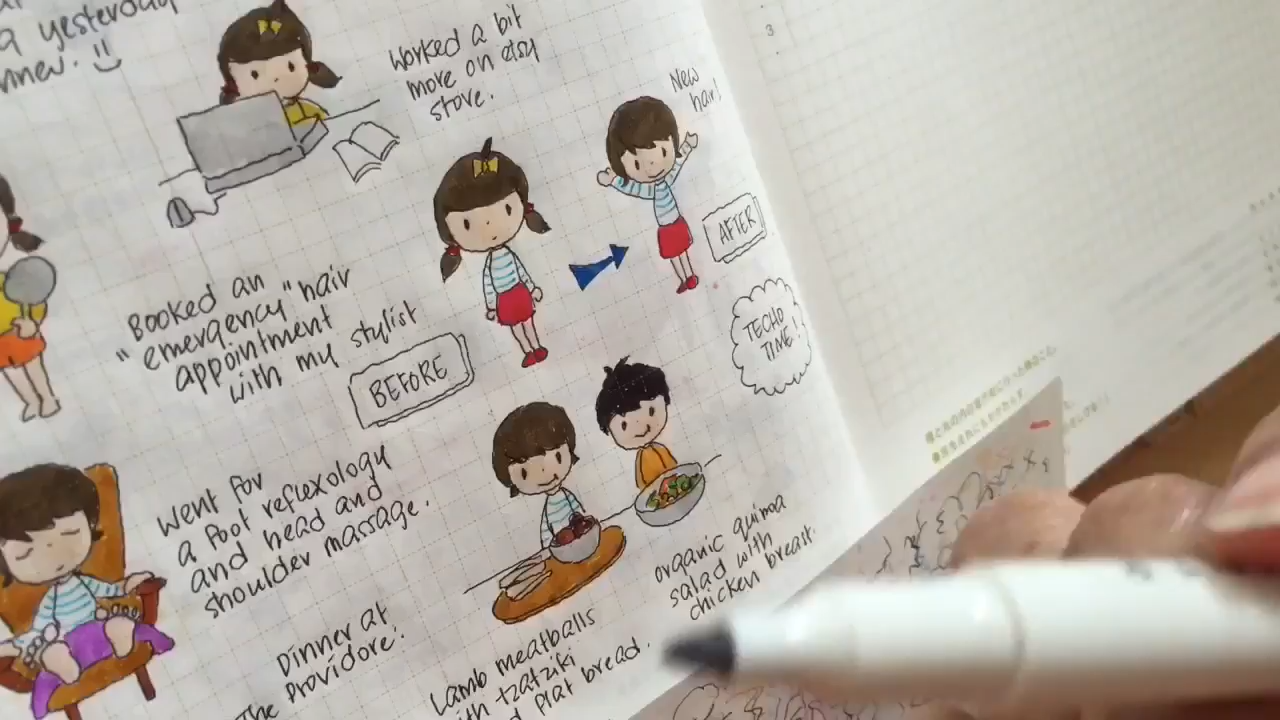 a yesterday
Worked a bit
more on etsy
store.
New
hair!
AFTER
Booked an
"emergency" hair
appointment
with my stylist
BEFORE
TECHO
TIME!
Went for
a foot reflexology
and head and
shoulder massage.
Dinner at
The Providore.
Lamb meatballs
with tzatziki
flat bread.
organic quinoa
salad with
chicken breast.
3